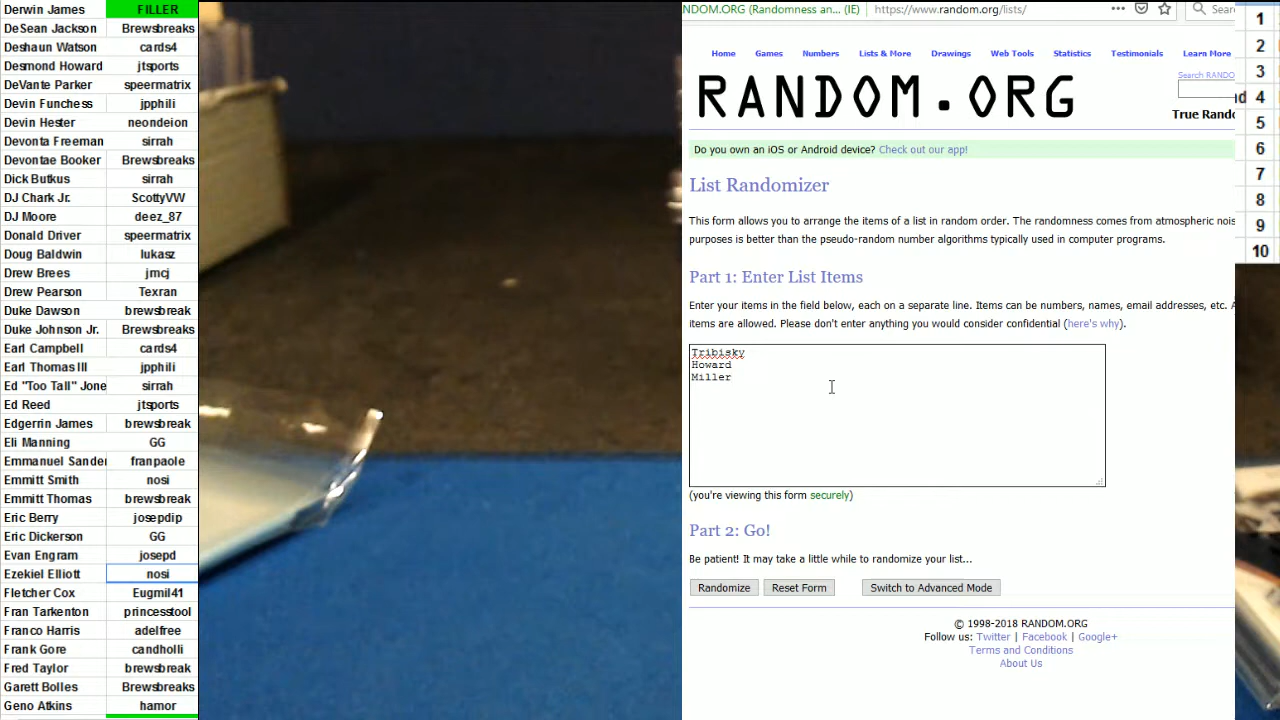 Derwin James FILLER
DeSean Jackson Brewsbreaks
Deshaun Watson cards4
Desmond Howard jtsports
DeVante Parker speermatrix
Devin Funchess jpphili
Devin Hester neondeion
Devonta Freeman sirrah
Devontae Booker Brewsbreaks
Dick Butkus sirrah
DJ Chark Jr. ScottyVW
DJ Moore deez_87
Donald Driver speermatrix
Doug Baldwin lukasz
Drew Brees jmcj
Drew Pearson Texran
Duke Dawson brewsbreak
Duke Johnson Jr. Brewsbreaks
Earl Campbell cards4
Earl Thomas III jpphili
Ed "Too Tall" Jone sirrah
Ed Reed jtsports
Edgerrin James brewsbreak
Eli Manning GG
Emmanuel Sander franpaole
Emmitt Smith nosi
Emmitt Thomas brewsbreak
Eric Berry josepdip
Eric Dickerson GG
Evan Engram josepd
Ezekiel Elliott nosi
Fletcher Cox Eugmil41
Fran Tarkenton princesstool
Franco Harris adelfree
Frank Gore candholli
Fred Taylor brewsbreak
Garett Bolles Brewsbreaks
Geno Atkins hamor
NDOM.ORG (Randomness an... (IE) https://www.random.org/lists/ ••• Sear
Home Games Numbers Lists & More Drawings Web Tools Statistics Testimonials Learn More
Search RANDO
RANDOM.ORG
True Rando
Do you own an iOS or Android device? Check out our app!
List Randomizer
This form allows you to arrange the items of a list in random order. The randomness comes from atmospheric nois
purposes is better than the pseudo-random number algorithms typically used in computer programs.
Part 1: Enter List Items
Enter your items in the field below, each on a separate line. Items can be numbers, names, email addresses, etc. A
items are allowed. Please don't enter anything you would consider confidential (here's why).
Tribisky
Howard
Miller
(you're viewing this form securely)
Part 2: Go!
Be patient! It may take a little while to randomize your list...
Randomize Reset Form Switch to Advanced Mode
© 1998-2018 RANDOM.ORG
Follow us: Twitter | Facebook | Google+
Terms and Conditions
About Us
1
2
3
4
5
6
7
8
9
10